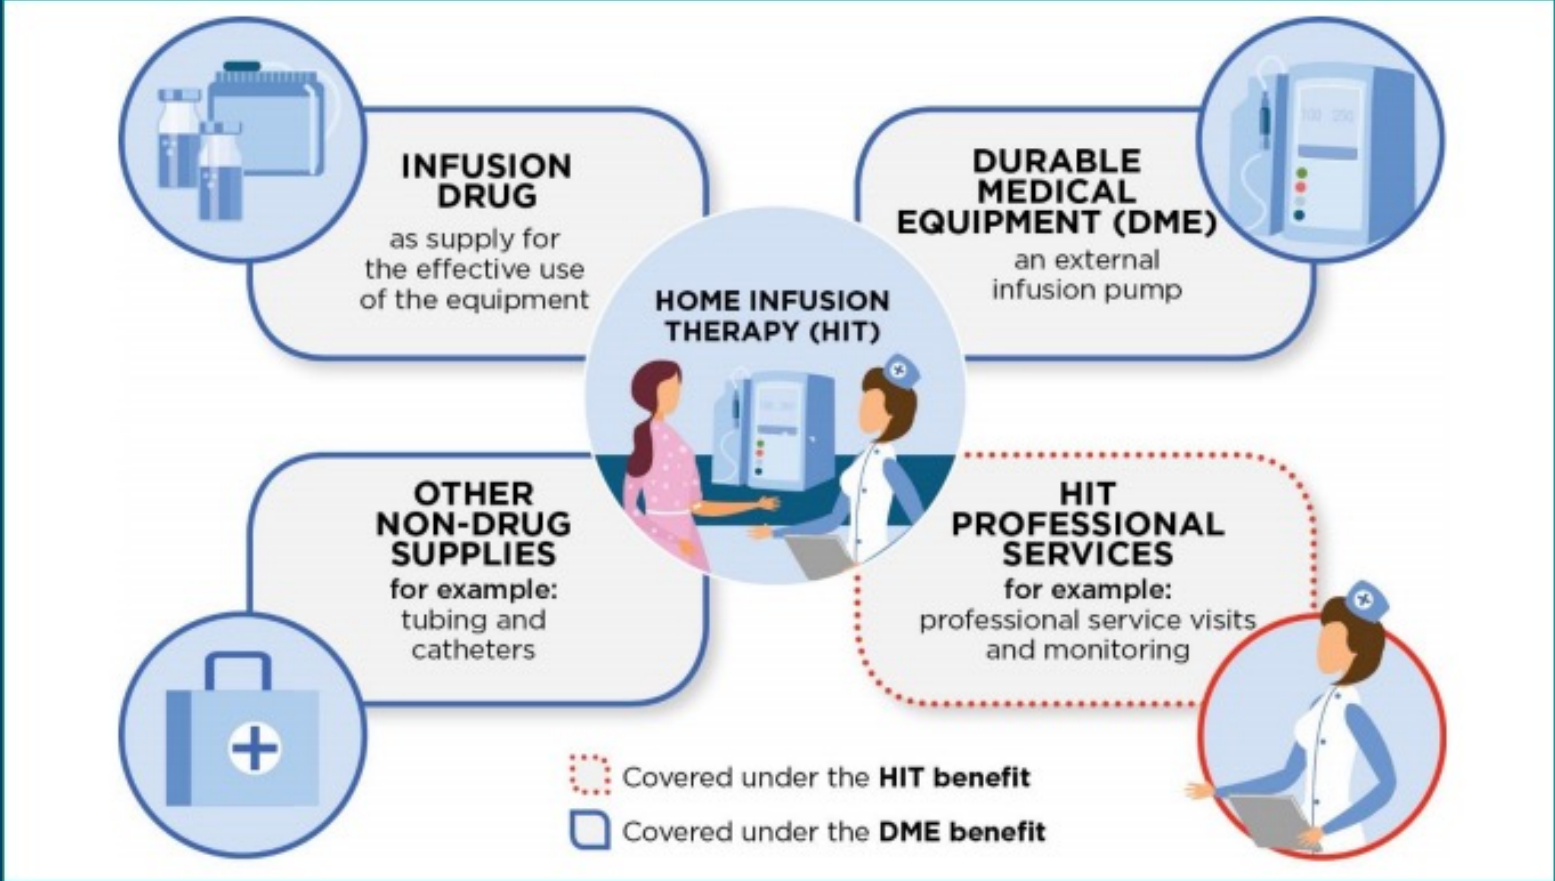 INFUSION
DRUG
as supply for
the effective use
of the equipment
DURABLE
MEDICAL
EQUIPMENT (DME)
an external
infusion pump
100 250
HOME INFUSION
THERAPY (HIT)
OTHER
NON-DRUG
SUPPLIES
for example:
tubing and
catheters
HIT
PROFESSIONAL
SERVICES
for example:
professional service visits
and monitoring
Covered under the HIT benefit
Covered under the DME benefit